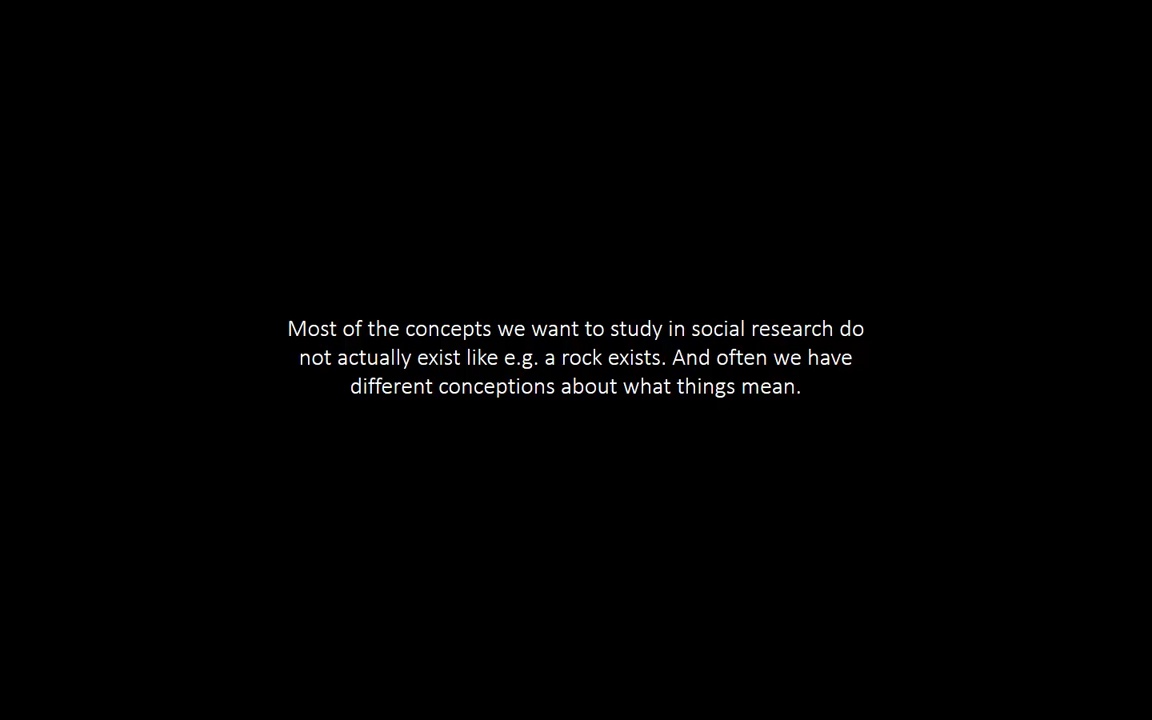 Most of the concepts we want to study in social research do
not actually exist like e.g. a rock exists. And often we have
different conceptions about what things mean.